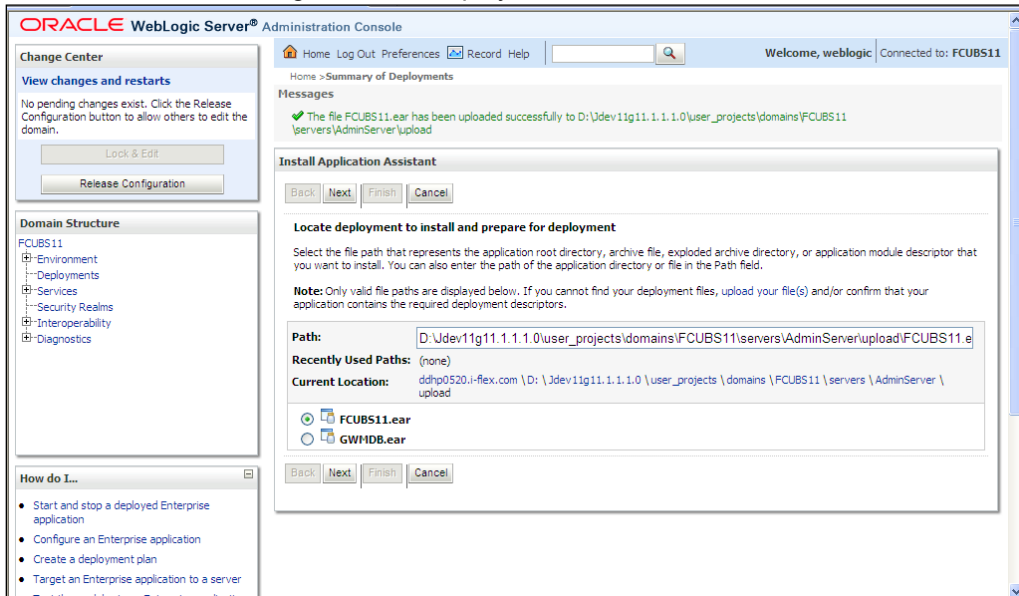 ORACLE WebLogic Server® Administration Console
Change Center
View changes and restarts
No pending changes exist. Click the Release
Configuration button to allow others to edit the
domain.
Lock & Edit
Release Configuration
Domain Structure
FCUBS11
Environment
Deployments
Services
Security Realms
Interoperability
Diagnostics
How do I...
Start and stop a deployed Enterprise
application
Configure an Enterprise application
Create a deployment plan
Target an Enterprise application to a server
Home Log Out Preferences Record Help
Welcome, weblogic Connected to: FCUBS11
Home >Summary of Deployments
Messages
The file FCUBS11.ear has been uploaded successfully to D:\Jdev11g11.1.1.1.0\user_projects\domains\FCUBS11
\servers\AdminServer\upload
Install Application Assistant
Back Next Finish Cancel
Locate deployment to install and prepare for deployment
Select the file path that represents the application root directory, archive file, exploded archive directory, or application module descriptor that
you want to install. You can also enter the path of the application directory or file in the Path field.
Note: Only valid file paths are displayed below. If you cannot find your deployment files, upload your file(s) and/or confirm that your
application contains the required deployment descriptors.
Path: D:\Jdev11g11.1.1.1.0\user_projects\domains\FCUBS11\servers\AdminServer\upload\FCUBS11.e
Recently Used Paths: (none)
Current Location: ddhp0520.i-flex.com \D: \Jdev11g11.1.1.1.0 \user_projects \domains \FCUBS11 \servers \AdminServer \
upload
FCUBS11.ear
GWMDB.ear
Back Next Finish Cancel